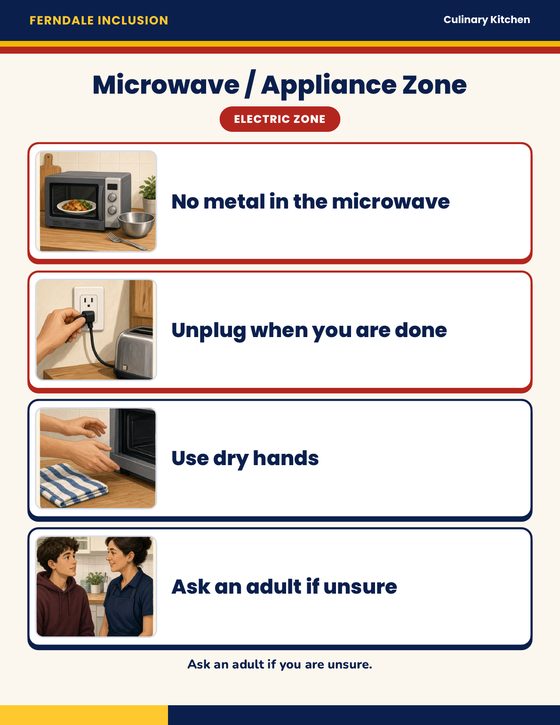 FERNDALE INCLUSION
Culinary Kitchen
Microwave / Appliance Zone
ELECTRIC ZONE
No metal in the microwave
Unplug when you are done
Use dry hands
Ask an adult if unsure
Ask an adult if you are unsure.